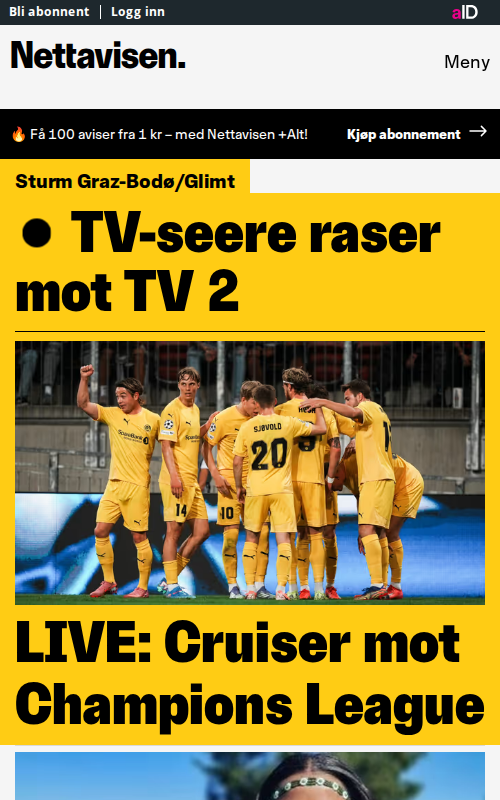 Bli abonnent | Logg inn
aID
Nettavisen.
Meny
🔥 Få 100 aviser fra 1 kr – med Nettavisen +Alt!
Kjøp abonnement →
Sturm Graz-Bodø/Glimt
TV-seere raser
mot TV 2
SJØVOLD
20
14
10
LIVE: Cruiser mot
Champions League